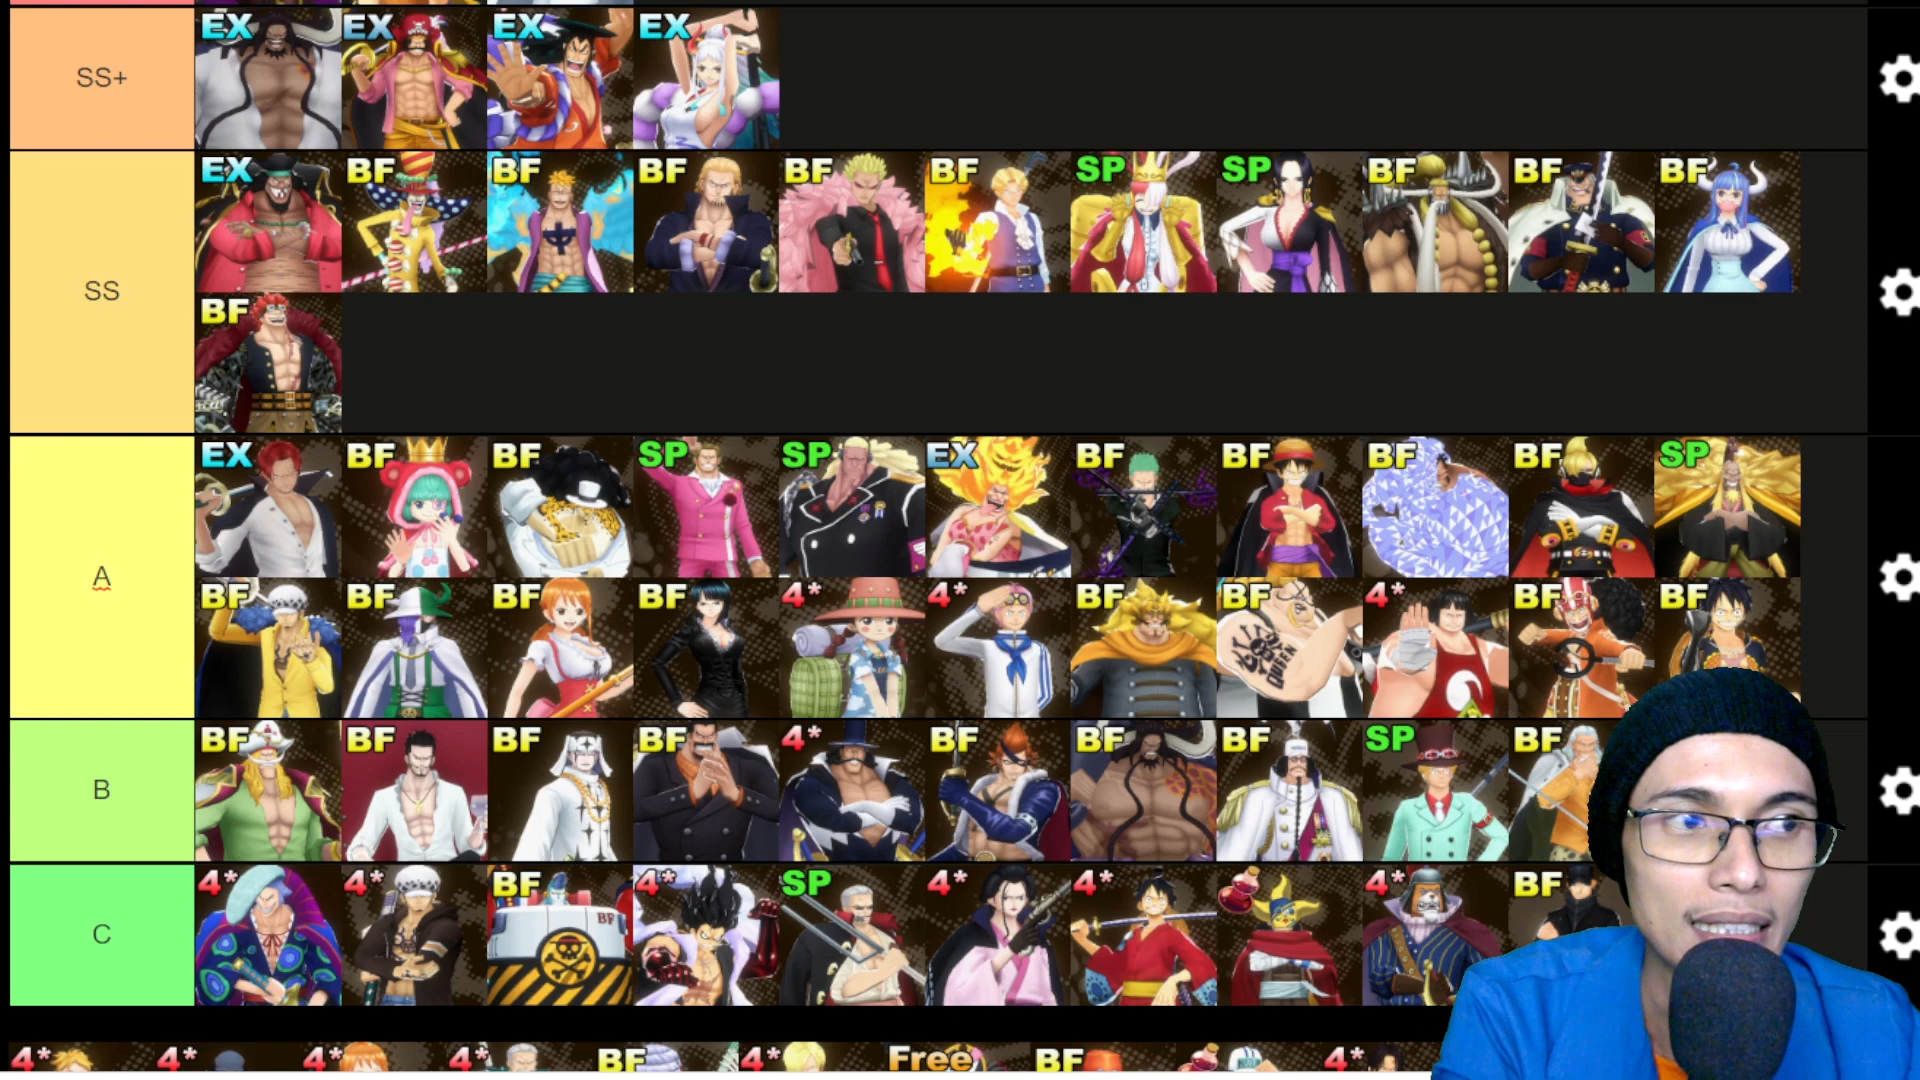 SS+
EX EX EX EX
SS
EX BF BF BF BF BF SP SP BF BF BF
BF
A
EX BF BF SP SP EX BF BF BF BF SP
BF BF BF BF 4* 4* BF BF 4* BF BF
QUEEN
B
BF BF BF BF 4* BF BF BF SP BF
C
4* 4* BF 4* SP 4* 4* 4* BF
BF
4* 4* 4* 4* BF 4* Free BF 4*